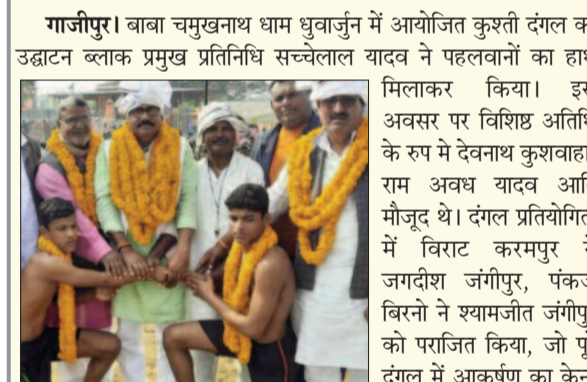 गाजीपुर। बाबा चमुखनाथ धाम धुवार्जुन में आयोजित कुश्ती दंगल
उद्घाटन ब्लाक प्रमुख प्रतिनिधि सच्चेलाल यादव ने पहलवानों का
मिलाकर किया।
अवसर पर विशिष्ठ
के रुप मे देवनाथ कुशवाहा
राम अवध यादव
मौजूद थे। दंगल
में विराट करमपुर
जगदीश जंगीपुर,
बिरनो ने श्यामजीत
को पराजित किया, जो
दंगल में आकर्षण का